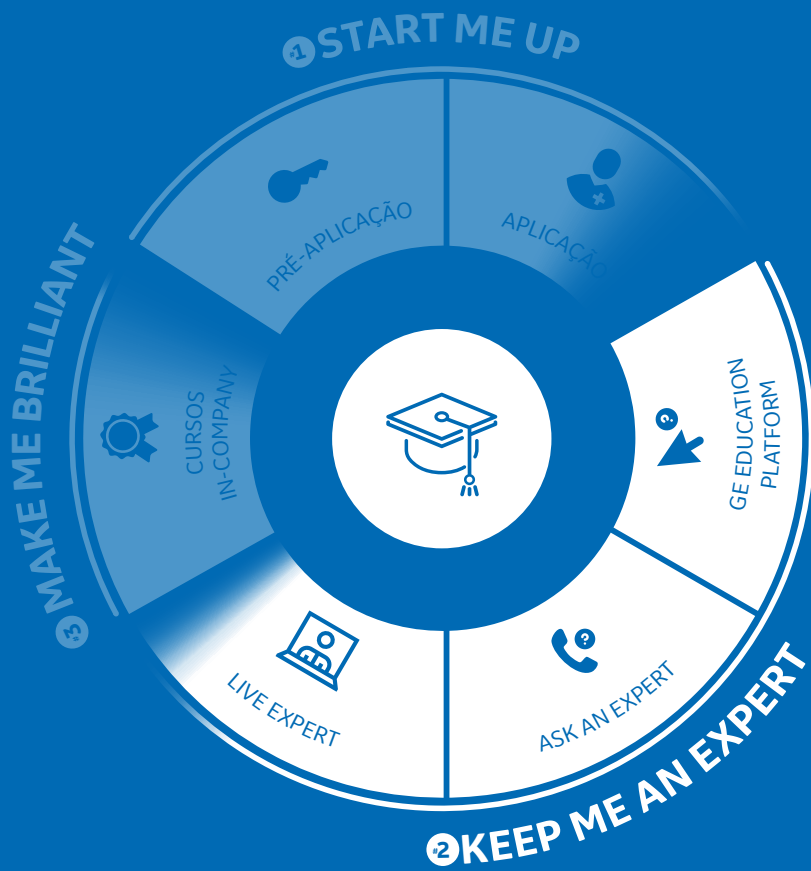 #1 START ME UP
PRÉ-APLICAÇÃO
APLICAÇÃO
GE EDUCATION
PLATFORM
ASK AN EXPERT
LIVE EXPERT
#2 KEEP ME AN EXPERT
CURSOS
IN-COMPANY
#3 MAKE ME BRILLIANT
?
?